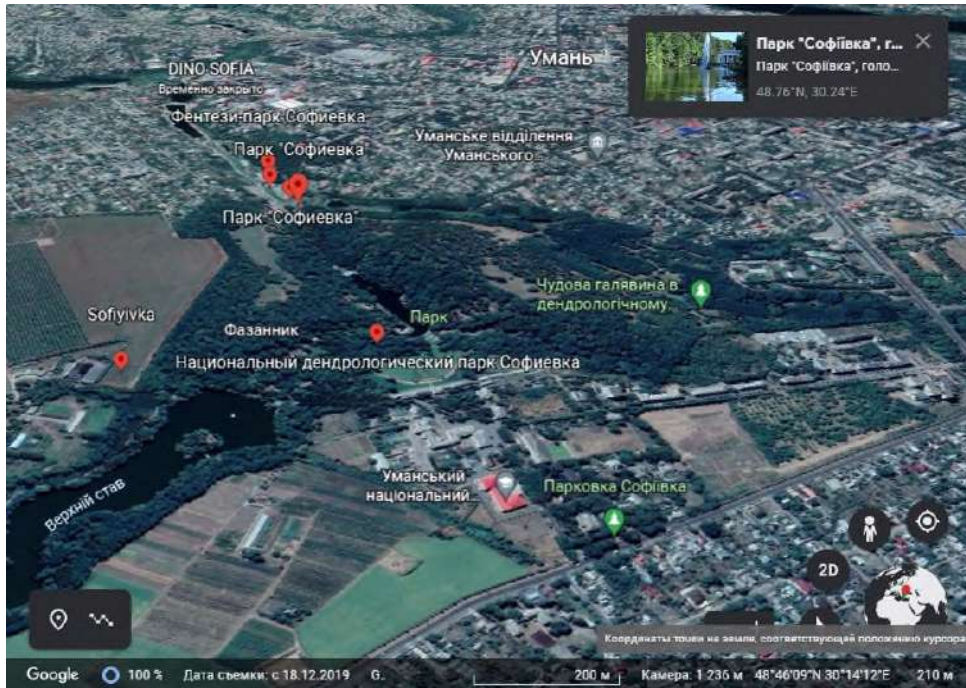 Умань
Парк "Софіївка", г...
Парк "Софіївка", голо...
48.76°N, 30.24°E
DINO SOFIA
Временно закрыто
Фентези-парк Софиевка
Парк "Софиевка"
Уманське відділення
Уманського...
Парк "Софиевка"
Чудова галявина в
дендрологічному...
Sofiyivka
Парк
Фазанник
Национальный дендрологический парк Софиевка
Верхній став
Уманський
національний...
Парковка Софіївка
2D
Координаты точки на земле, соответствующей положению курсора
Google
100 %
Дата съемки: с 18.12.2019
G..
200 м
Камера: 1 236 м
48°46'09"N 30°14'12"E
210 м